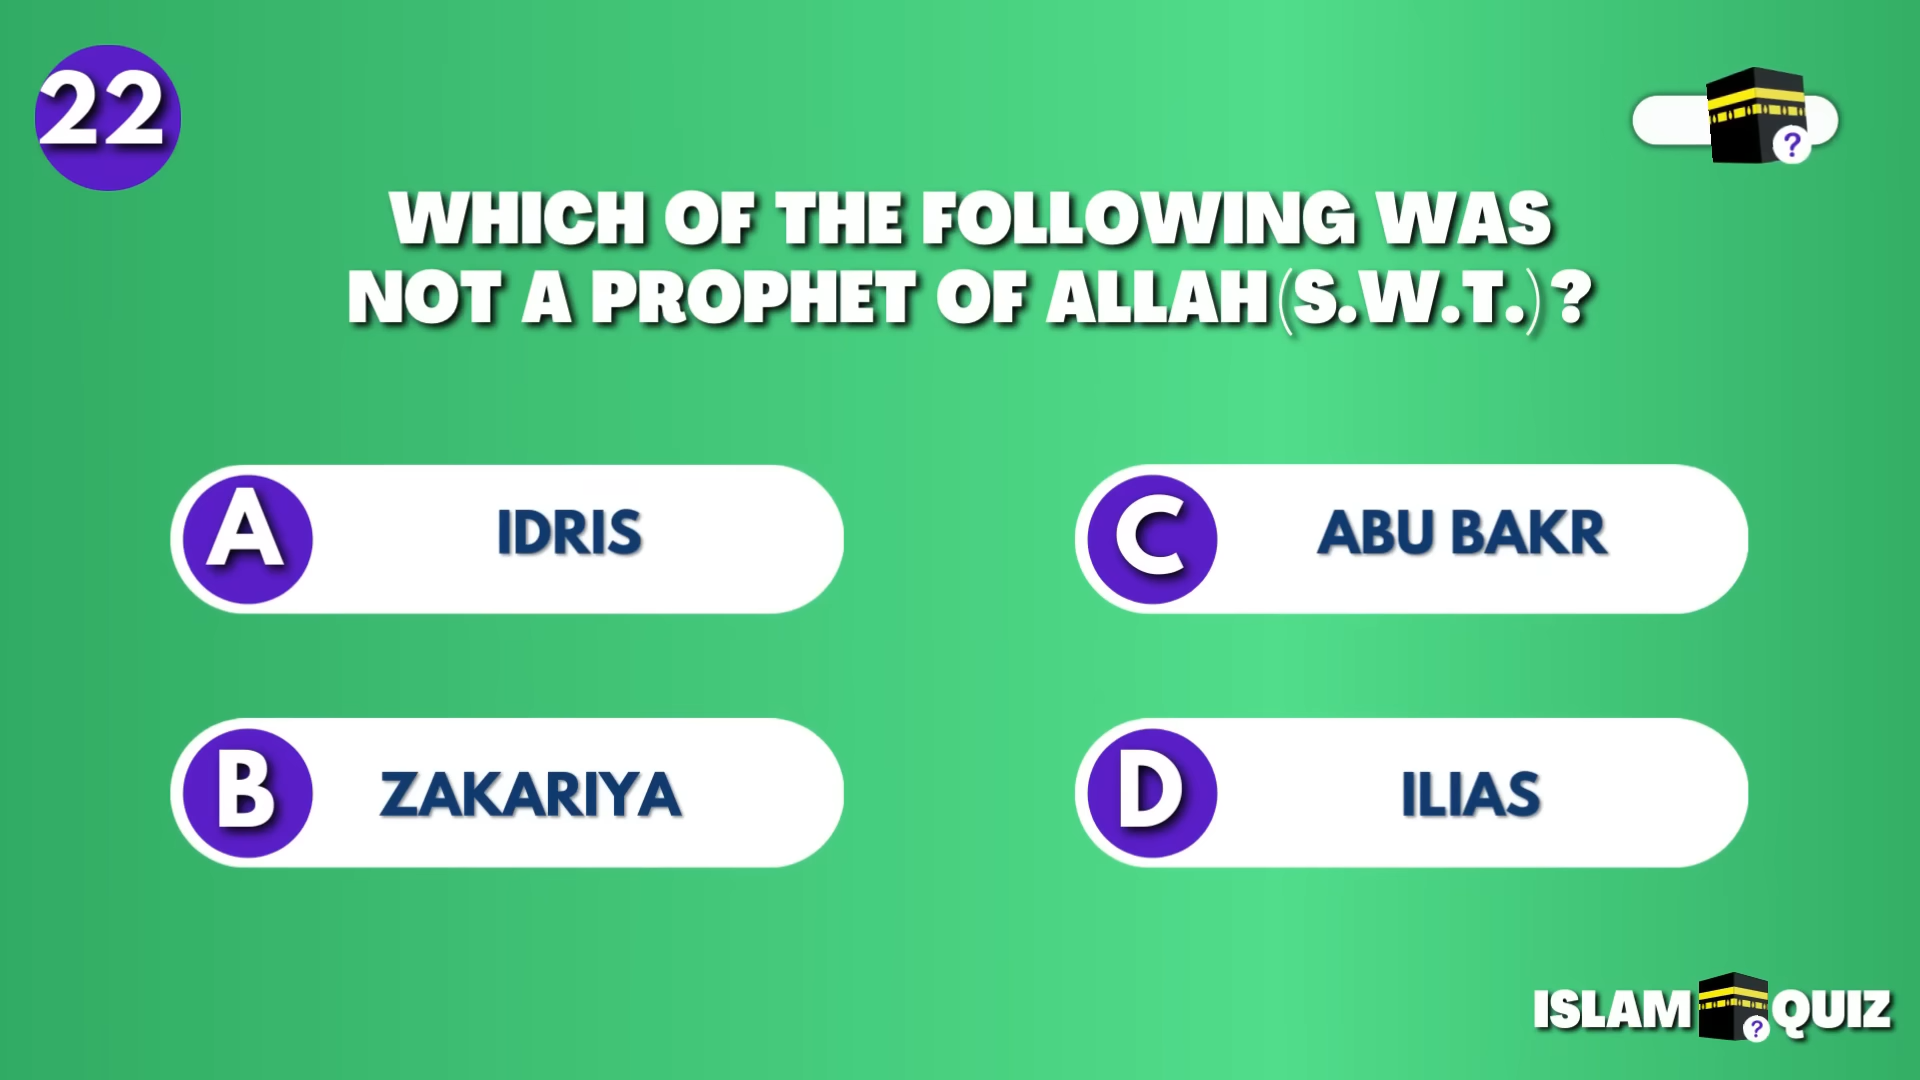 22
?
WHICH OF THE FOLLOWING WAS
NOT A PROPHET OF ALLAH(S.W.T.)?
A IDRIS
C ABU BAKR
B ZAKARIYA
D ILIAS
ISLAM ? QUIZ